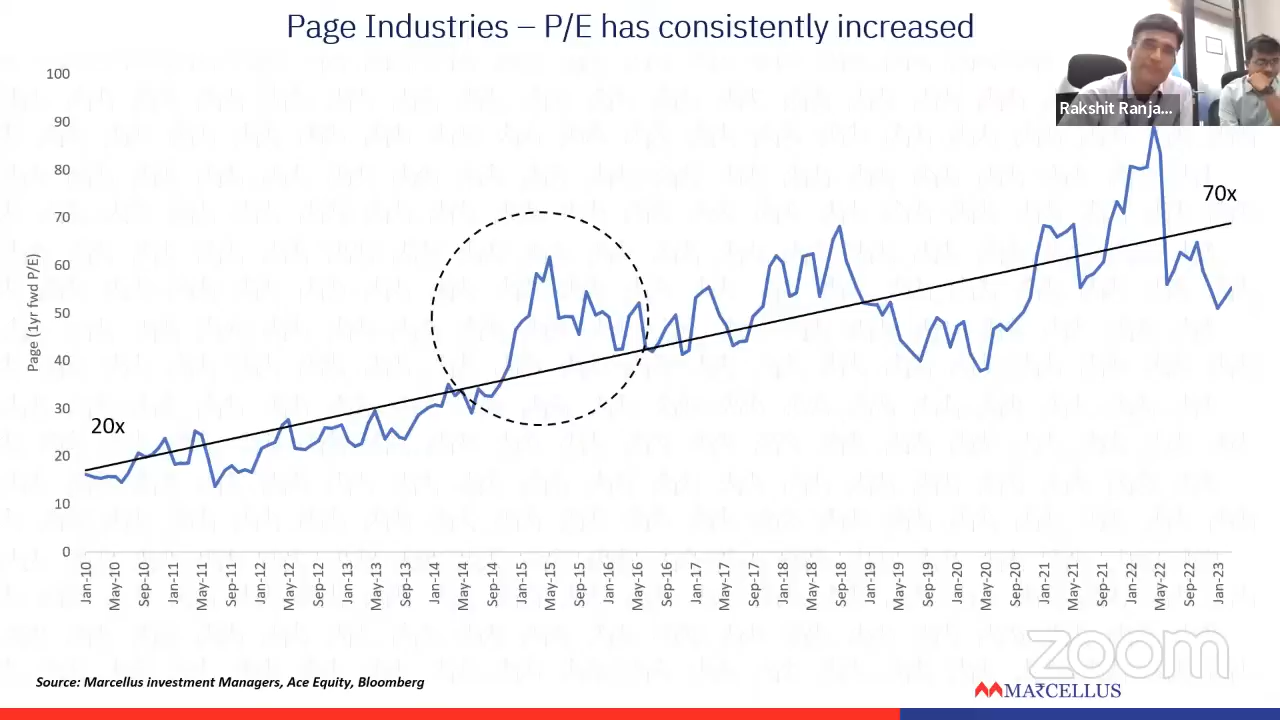 Page Industries – P/E has consistently increased
Rakshit Ranja...
100
90
80
70
60
50
40
30
20
10
0
Page (1yr fwd P/E)
20x
70x
Jan-10
May-10
Sep-10
Jan-11
May-11
Sep-11
Jan-12
May-12
Sep-12
Jan-13
May-13
Sep-13
Jan-14
May-14
Sep-14
Jan-15
May-15
Sep-15
Jan-16
May-16
Sep-16
Jan-17
May-17
Sep-17
Jan-18
May-18
Sep-18
Jan-19
May-19
Sep-19
Jan-20
May-20
Sep-20
Jan-21
May-21
Sep-21
Jan-22
May-22
Sep-22
Jan-23
zoom
Source: Marcellus investment Managers, Ace Equity, Bloomberg
MARCELLUS